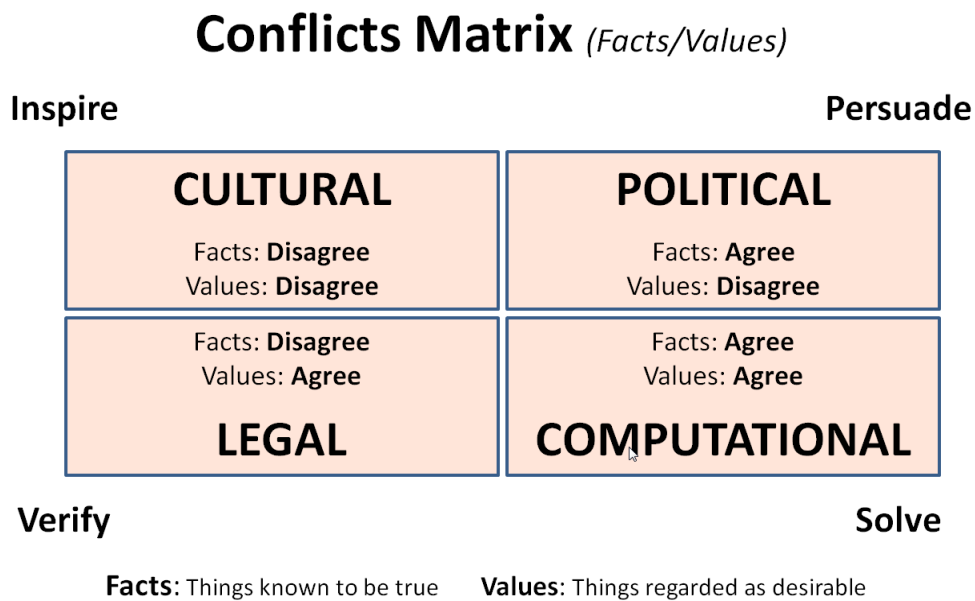 Conflicts Matrix (Facts/Values)
Inspire
Persuade
CULTURAL
Facts: Disagree
Values: Disagree
POLITICAL
Facts: Agree
Values: Disagree
Facts: Disagree
Values: Agree
LEGAL
Facts: Agree
Values: Agree
COMPUTATIONAL
Verify
Solve
Facts: Things known to be true
Values: Things regarded as desirable